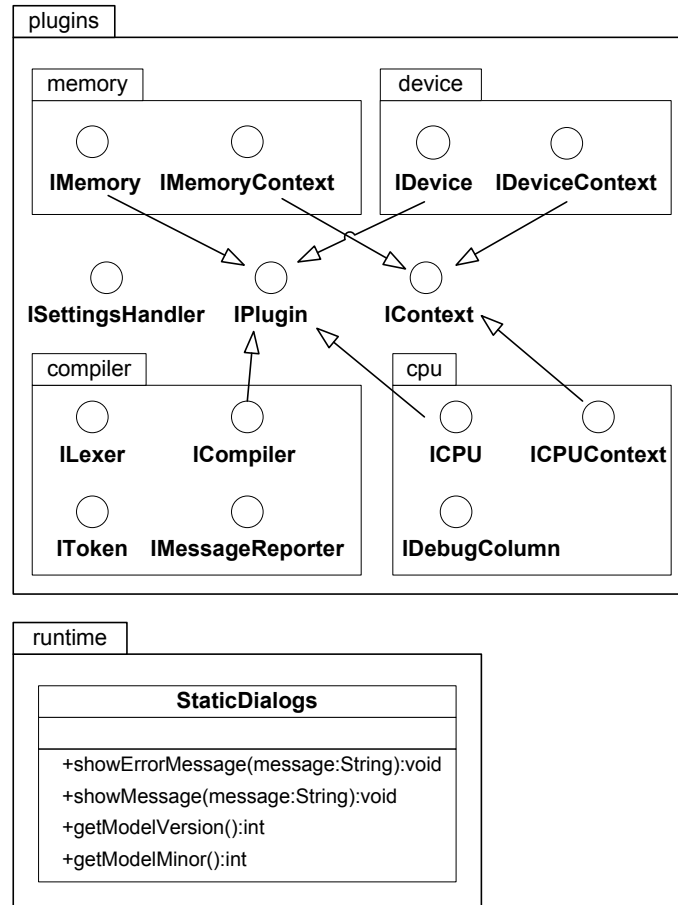 plugins
memory
device
IMemory IMemoryContext
IDevice IDeviceContext
ISettingsHandler IPlugin IContext
compiler
cpu
ILexer ICompiler
ICPU ICPUContext
IToken IMessageReporter
IDebugColumn
runtime
StaticDialogs
+showErrorMessage(message:String):void
+showMessage(message:String):void
+getModelVersion():int
+getModelMinor():int